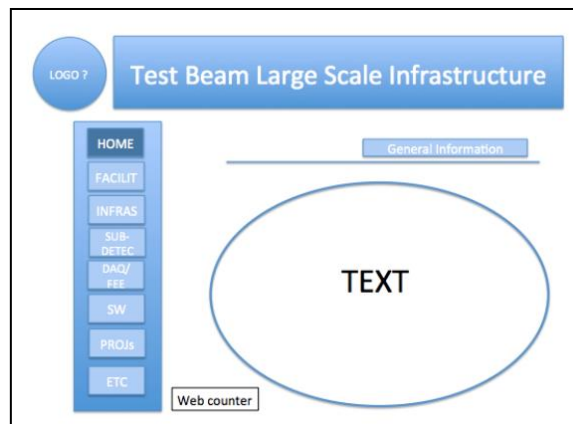 LOGO ?
Test Beam Large Scale Infrastructure
HOME
FACILIT
INFRAS
SUB-
DETEC
DAQ/
FEE
SW
PROJs
ETC
General Information
TEXT
Web counter